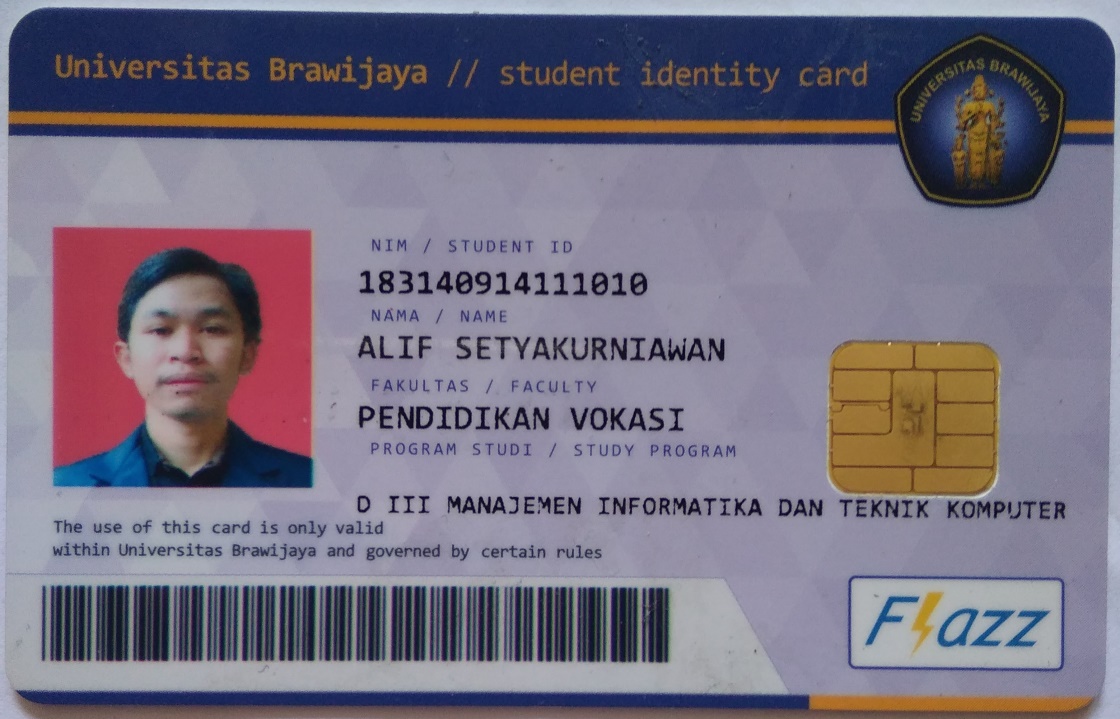 Universitas Brawijaya // student identity card
UNIVERSITAS BRAWIJAYA
NIM / STUDENT ID
183140914111010
NAMA / NAME
ALIF SETYAKURNIAWAN
FAKULTAS / FACULTY
PENDIDIKAN VOKASI
PROGRAM STUDI / STUDY PROGRAM
D III MANAJEMEN INFORMATIKA DAN TEKNIK KOMPUTER
The use of this card is only valid
within Universitas Brawijaya and governed by certain rules
Flazz